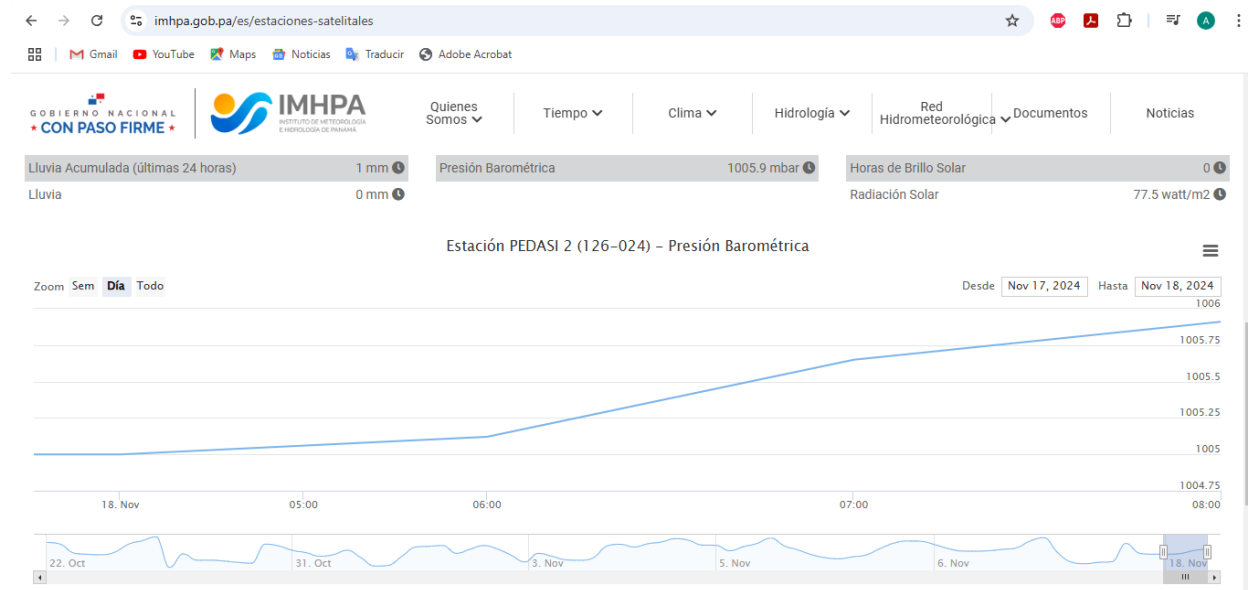 imhpa.gob.pa/es/estaciones-satelitales
ABP
A
Gmail YouTube Maps Noticias Traducir Adobe Acrobat
GOBIERNO NACIONAL
★ CON PASO FIRME ★
IMHPA
INSTITUTO DE METEOROLOGÍA
E HIDROLOGÍA DE PANAMÁ
Quienes
Somos
Tiempo
Clima
Hidrología
Red
Hidrometeorológica
Documentos
Noticias
Lluvia Acumulada (últimas 24 horas) 1 mm
Presión Barométrica 1005.9 mbar
Horas de Brillo Solar 0
Lluvia 0 mm
Radiación Solar 77.5 watt/m2
Estación PEDASI 2 (126-024) – Presión Barométrica
Zoom Sem Día Todo
Desde Nov 17, 2024 Hasta Nov 18, 2024
1006
1005.75
1005.5
1005.25
1005
1004.75
18. Nov 05:00 06:00 07:00 08:00
22. Oct 31. Oct 3. Nov 5. Nov 6. Nov 18. Nov